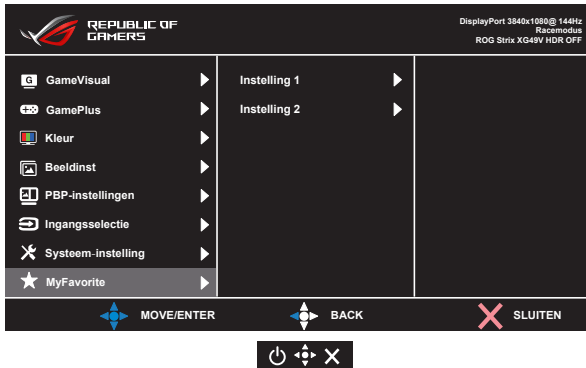 REPUBLIC OF
GAMERS
DisplayPort 3840x1080@ 144Hz
Racemodus
ROG Strix XG49V HDR OFF
G GameVisual
GamePlus
Kleur
Beeldinst
PBP-instellingen
Ingangsselectie
Systeem-instelling
MyFavorite
Instelling 1
Instelling 2
MOVE/ENTER
BACK
SLUITEN